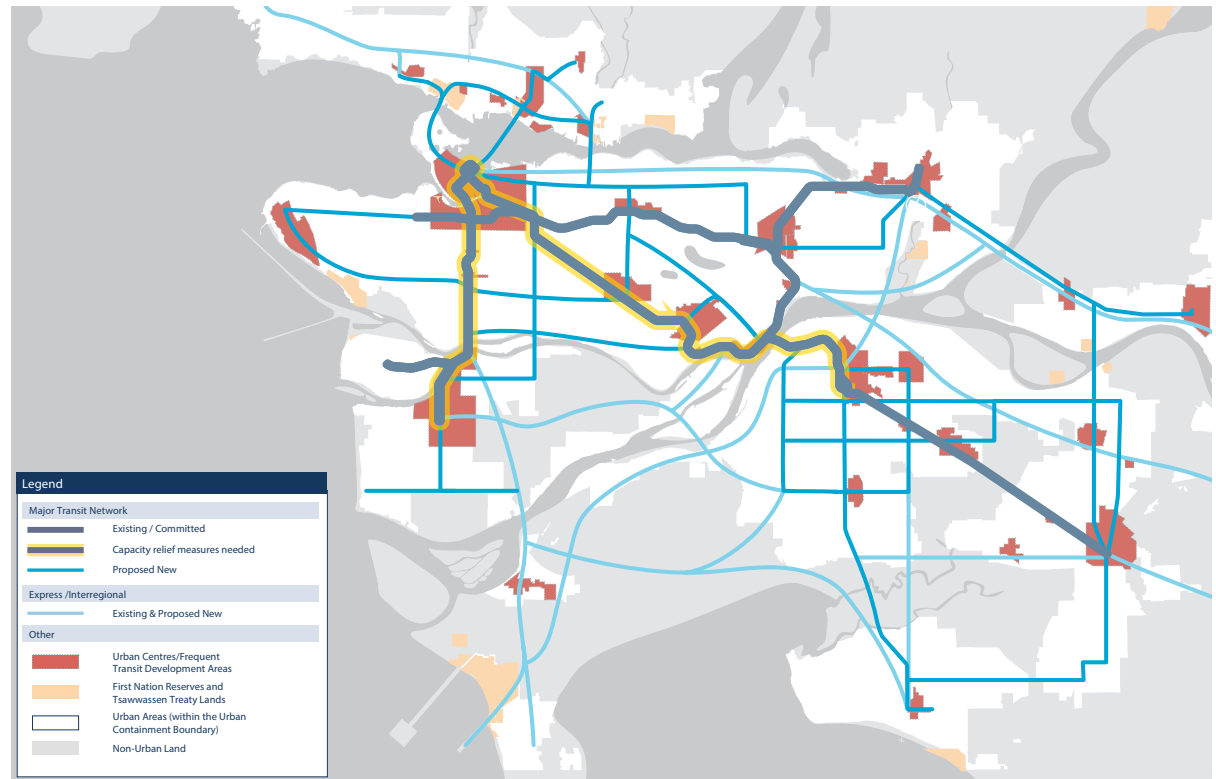 Legend
Major Transit Network
Existing / Committed
Capacity relief measures needed
Proposed New
Express /Interregional
Existing & Proposed New
Other
Urban Centres/Frequent
Transit Development Areas
First Nation Reserves and
Tsawwassen Treaty Lands
Urban Areas (within the Urban
Containment Boundary)
Non-Urban Land